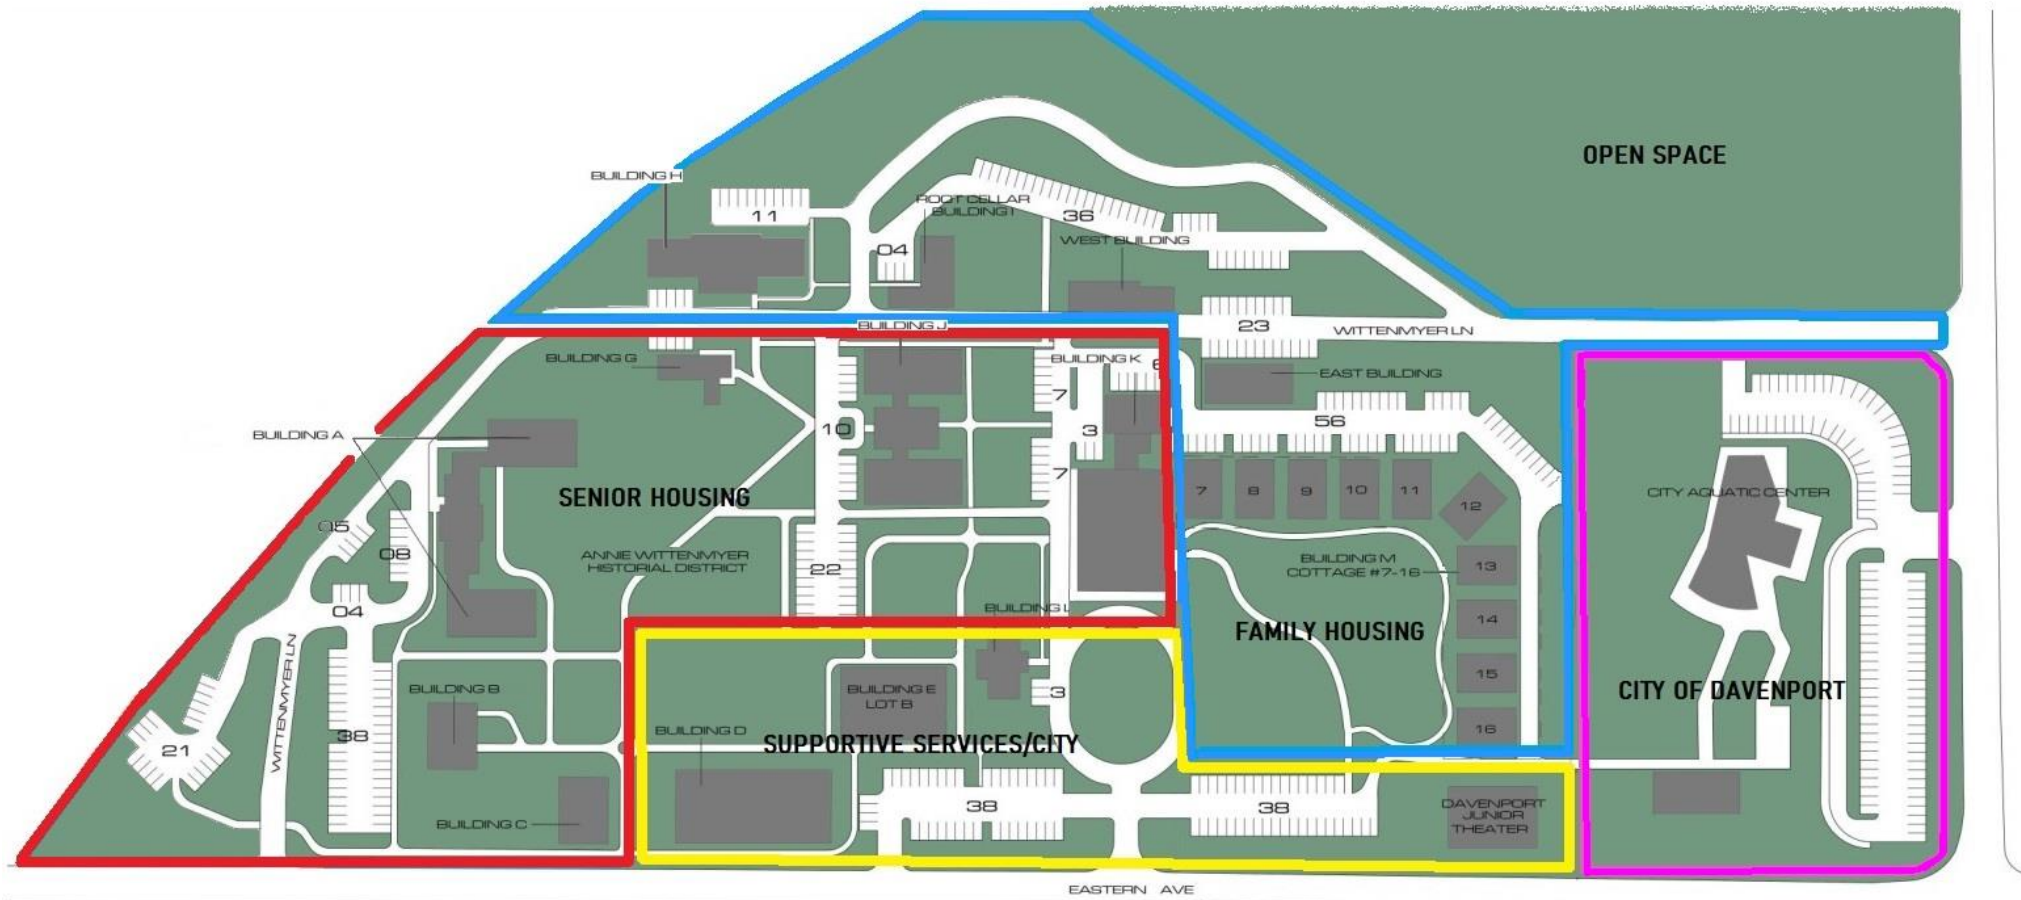 OPEN SPACE
BUILDING H
11
ROOT CELLAR
BUILDING I
36
04
WEST BUILDING
BUILDING J
23
WITTENMYER LN
BUILDING G
BUILDING K
6
EAST BUILDING
7
BUILDING A
10
3
56
7
SENIOR HOUSING
7
8
9
10
11
12
CITY AQUATIC CENTER
05
08
ANNIE WITTENMYER
HISTORIAL DISTRICT
22
BUILDING M
COTTAGE #7-16
13
04
BUILDING L
14
FAMILY HOUSING
WITTENMYER LN
15
BUILDING B
BUILDING E
LOT B
3
CITY OF DAVENPORT
21
38
BUILDING D
16
SUPPORTIVE SERVICES/CITY
38
38
DAVENPORT
JUNIOR
THEATER
BUILDING C
EASTERN AVE